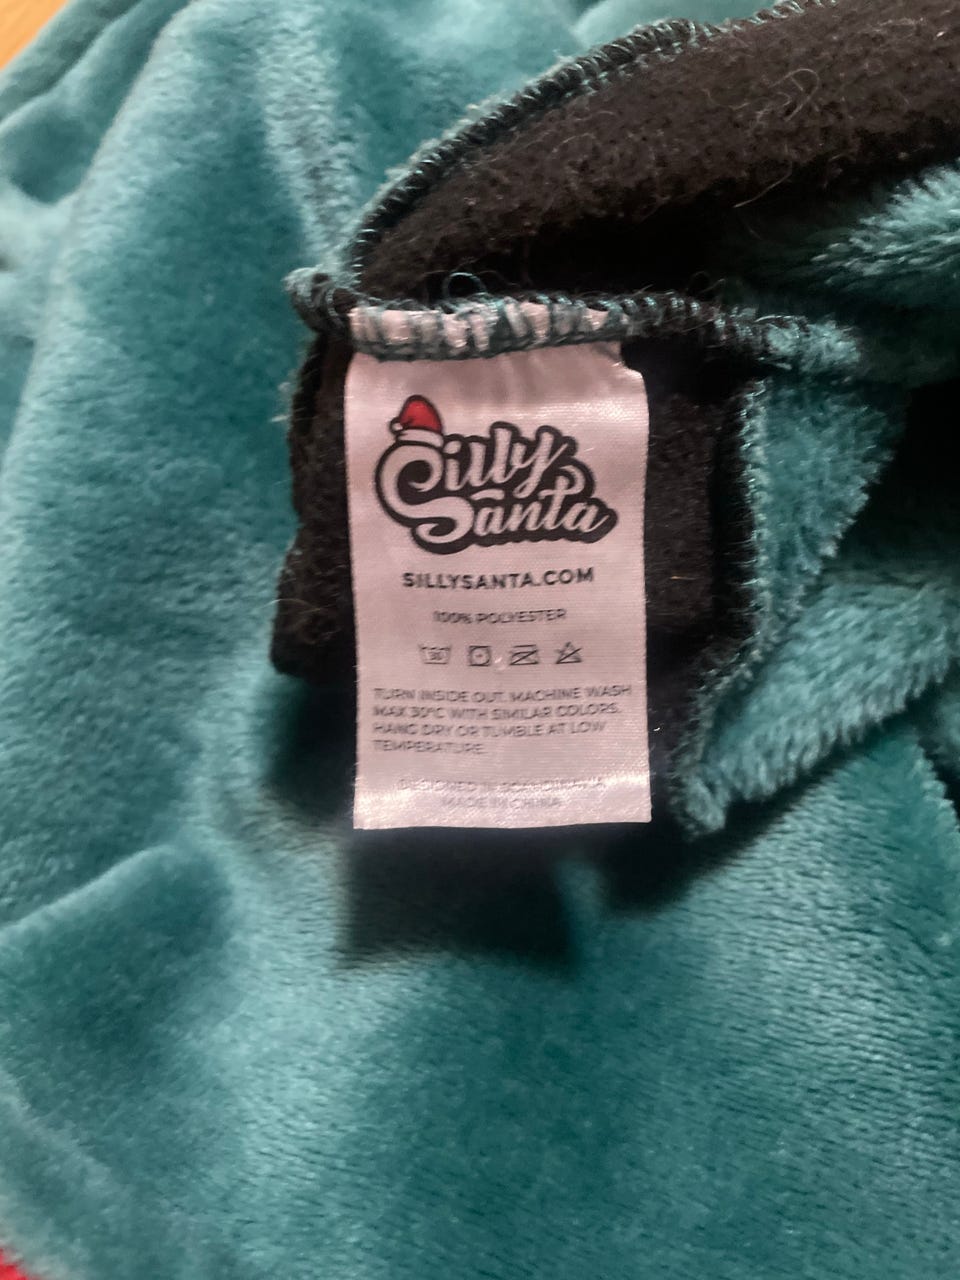 Silly
Santa
SILLYSANTA.COM
100% POLYESTER
30
TURN INSIDE OUT. MACHINE WASH
MAX 30°C WITH SIMILAR COLORS.
HANG DRY OR TUMBLE AT LOW
TEMPERATURE.
DESIGNED IN SCANDINAVIA
MADE IN CHINA